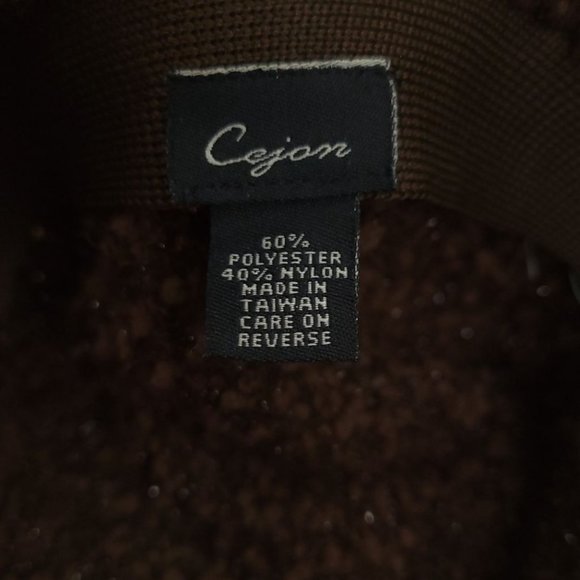 Cejon
60%
POLYESTER
40% NYLON
MADE IN
TAIWAN
CARE ON
REVERSE